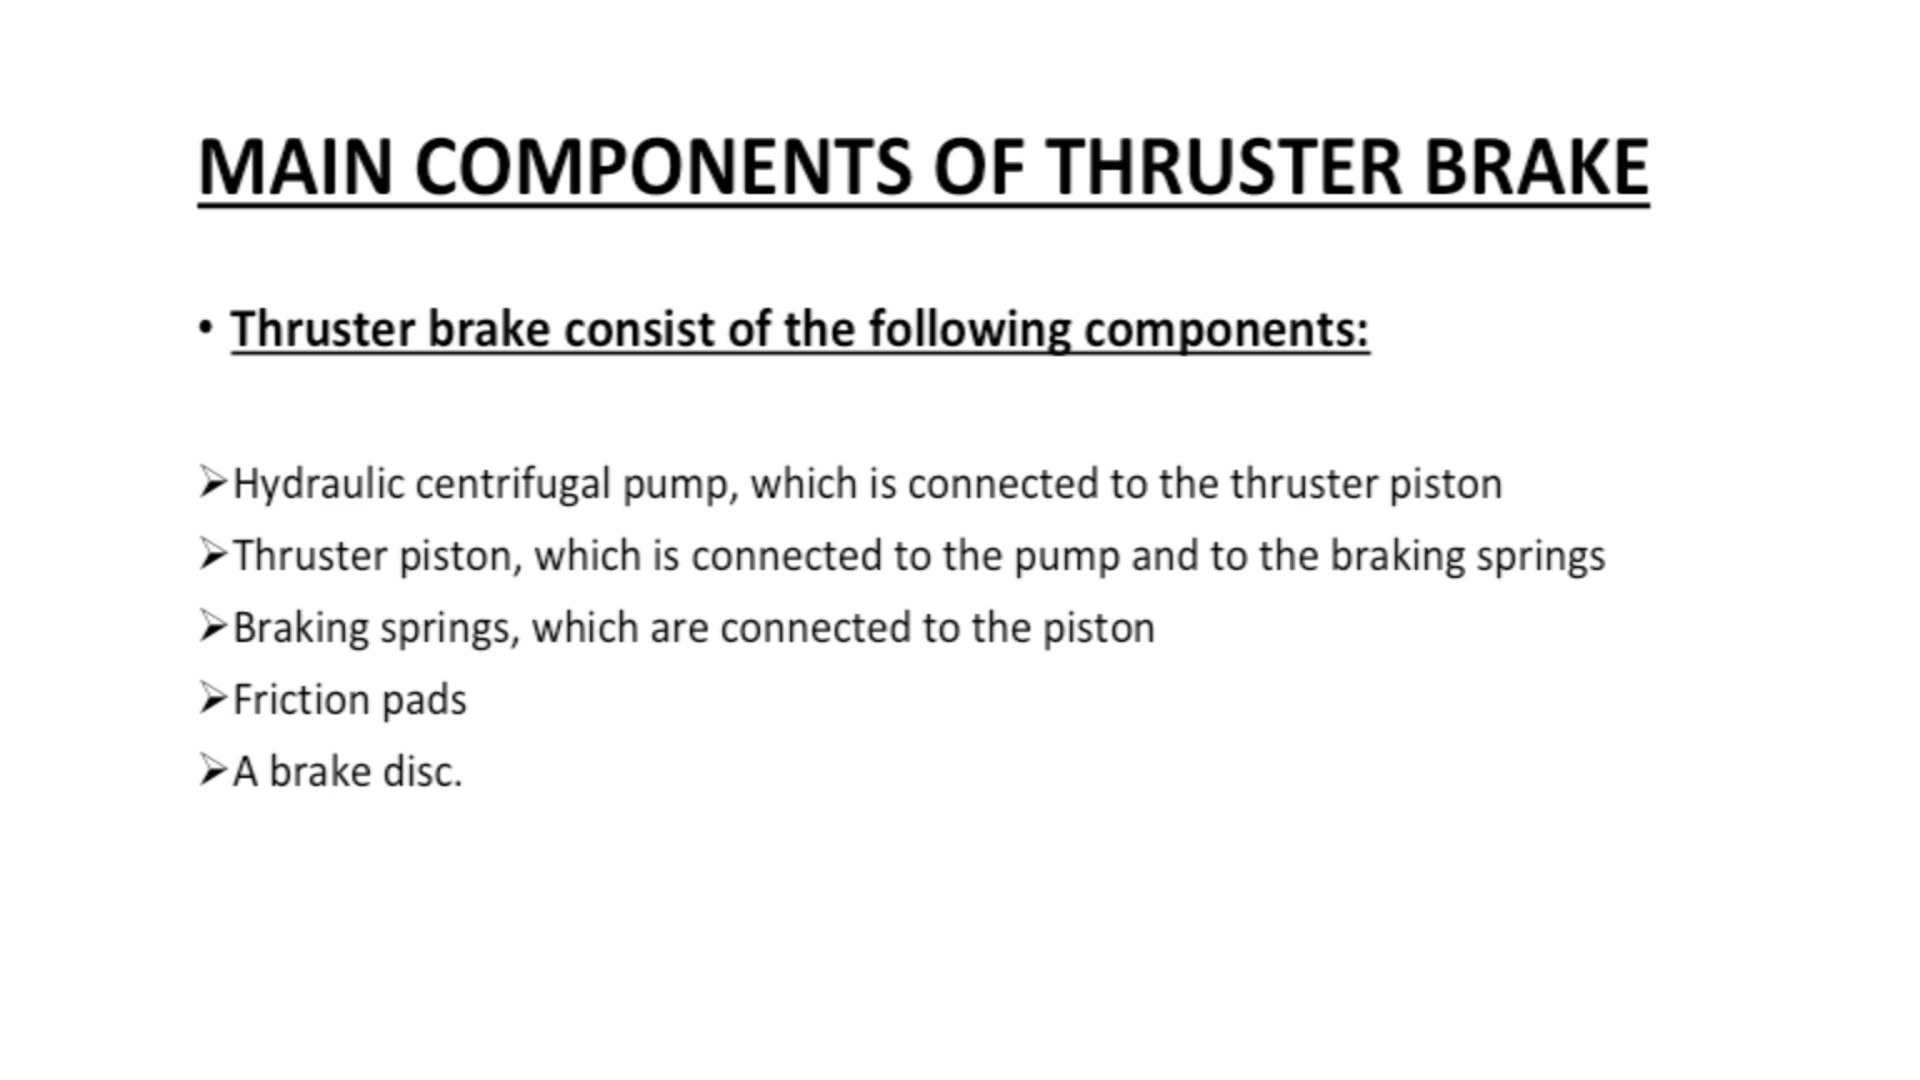 MAIN COMPONENTS OF THRUSTER BRAKE
• Thruster brake consist of the following components:
➢Hydraulic centrifugal pump, which is connected to the thruster piston
➢Thruster piston, which is connected to the pump and to the braking springs
➢Braking springs, which are connected to the piston
➢Friction pads
➢A brake disc.